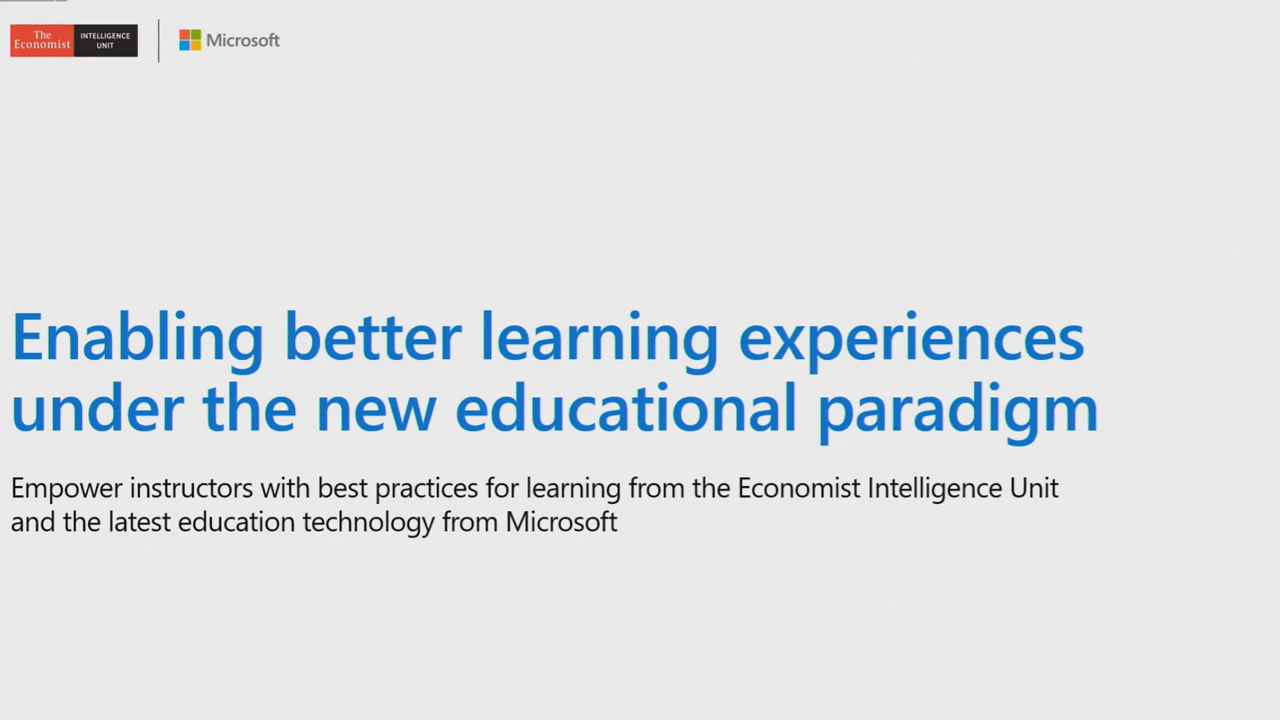 The
Economist
INTELLIGENCE
UNIT
Microsoft
Enabling better learning experiences
under the new educational paradigm
Empower instructors with best practices for learning from the Economist Intelligence Unit
and the latest education technology from Microsoft